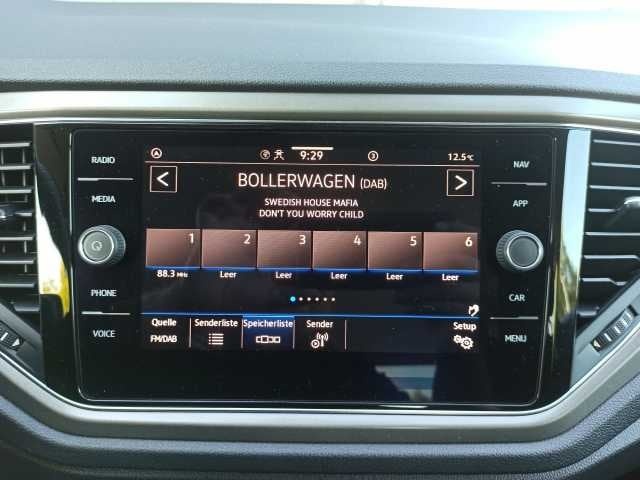 RADIO
MEDIA
PHONE
VOICE
9:29
3
12.5°C
<
BOLLERWAGEN (DAB)
>
SWEDISH HOUSE MAFIA
DON'T YOU WORRY CHILD
1 2 3 4 5 6
88.3 MHz Leer Leer Leer Leer Leer
Quelle Senderliste Speicherliste Sender Setup
FM/DAB
NAV
APP
CAR
MENU